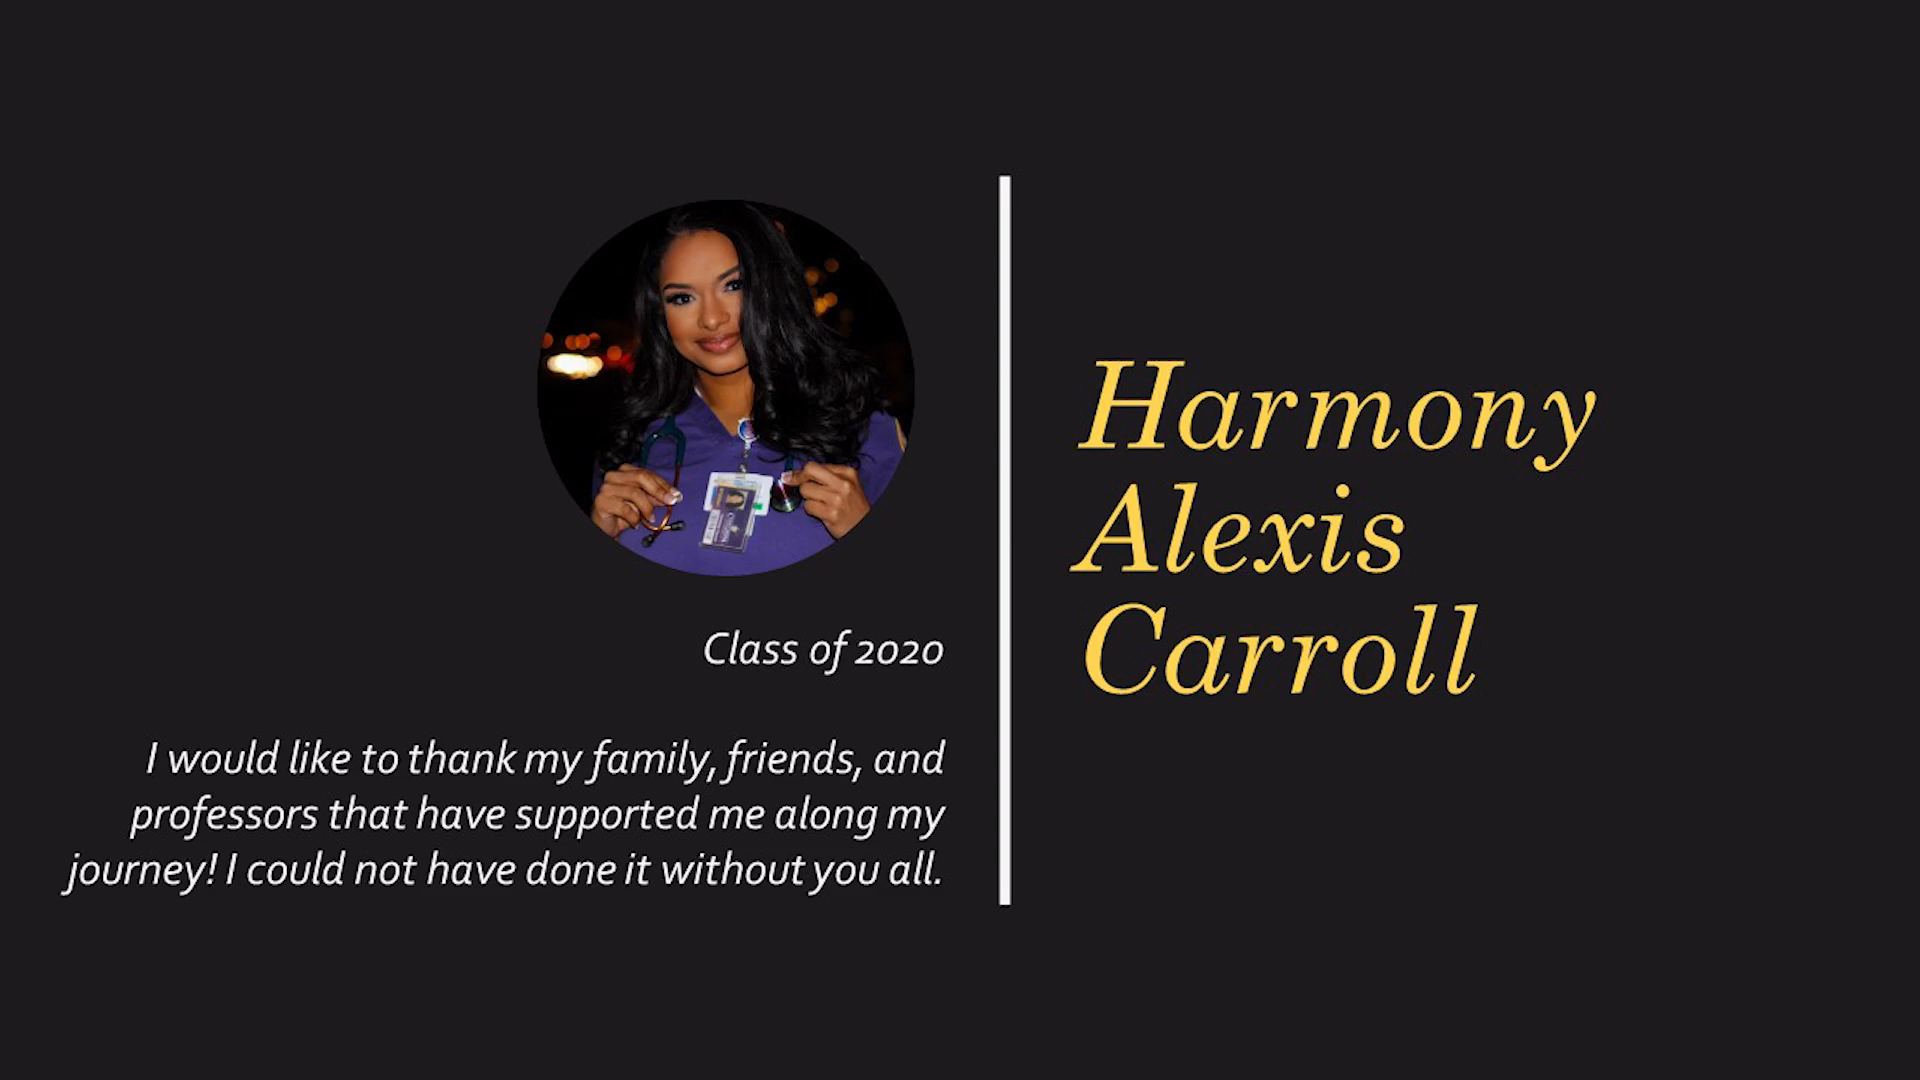 Class of 2020
I would like to thank my family, friends, and
professors that have supported me along my
journey! I could not have done it without you all.
Harmony
Alexis
Carroll